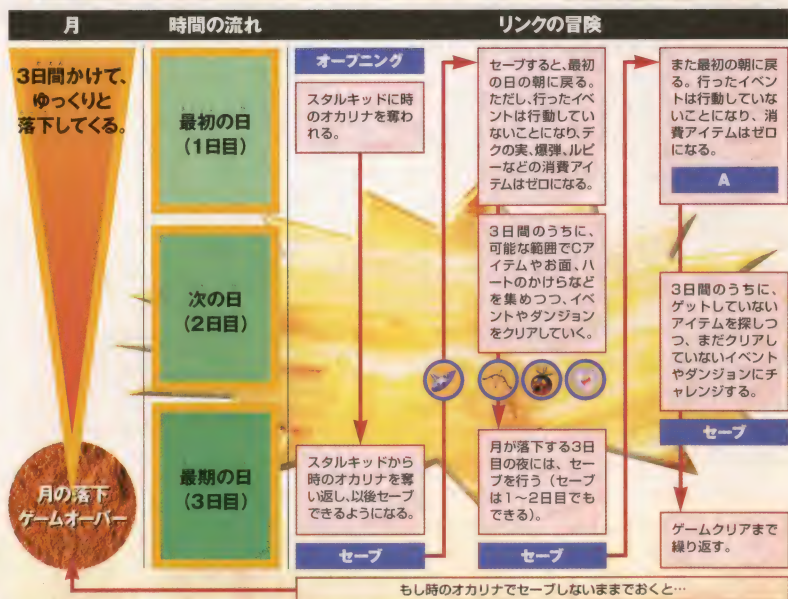 月
時間の流れ
リンクの冒険
3日間かけて、
ゆっくりと
落下してくる。
月の落下
ゲームオーバー
最初の日
(1日目)
次の日
(2日目)
最期の日
(3日目)
オープニング
スタルキッドに時
のオカリナを奪わ
れる。
スタルキッドから
時のオカリナを奪
い返し、以後セーブ
できるようになる。
セーブ
セーブすると、最初
の日の朝に戻る。
ただし、行ったイベ
ントは行動してい
ないことになり、デ
クの実、爆弾、ルピ
ーなどの消費アイ
テムはゼロになる。
3日間のうちに、
可能な範囲でCア
イテムやお面、ハ
ートのかけらなど
を集めつつ、イベ
ントやダンジョン
をクリアしていく。
月が落下する3日
目の夜には、セー
ブを行う(セーブ
は1〜2日目でも
できる)。
セーブ
また最初の朝に戻
る。行ったイベン
トは行動していな
いことになり、消
費アイテムはゼロ
になる。
A
3日間のうちに、
ゲットしていない
アイテムを探しつ
つ、まだクリアし
ていないイベント
やダンジョンにチ
ャレンジする。
セーブ
ゲームクリアまで
繰り返す。
もし時のオカリナでセーブしないままでおくと…